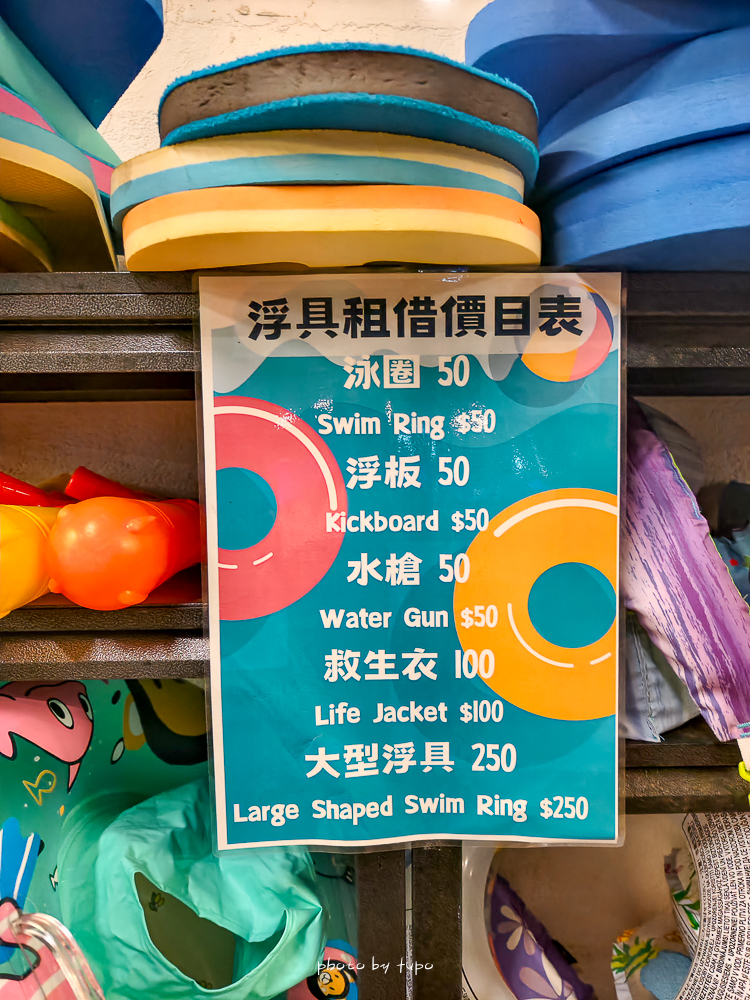 浮具租借價目表
泳圈 50
Swim Ring $50
浮板 50
Kickboard $50
水槍 50
Water Gun $50
救生衣 100
Life Jacket $100
大型浮具 250
Large Shaped Swim Ring $250
photo by tupo